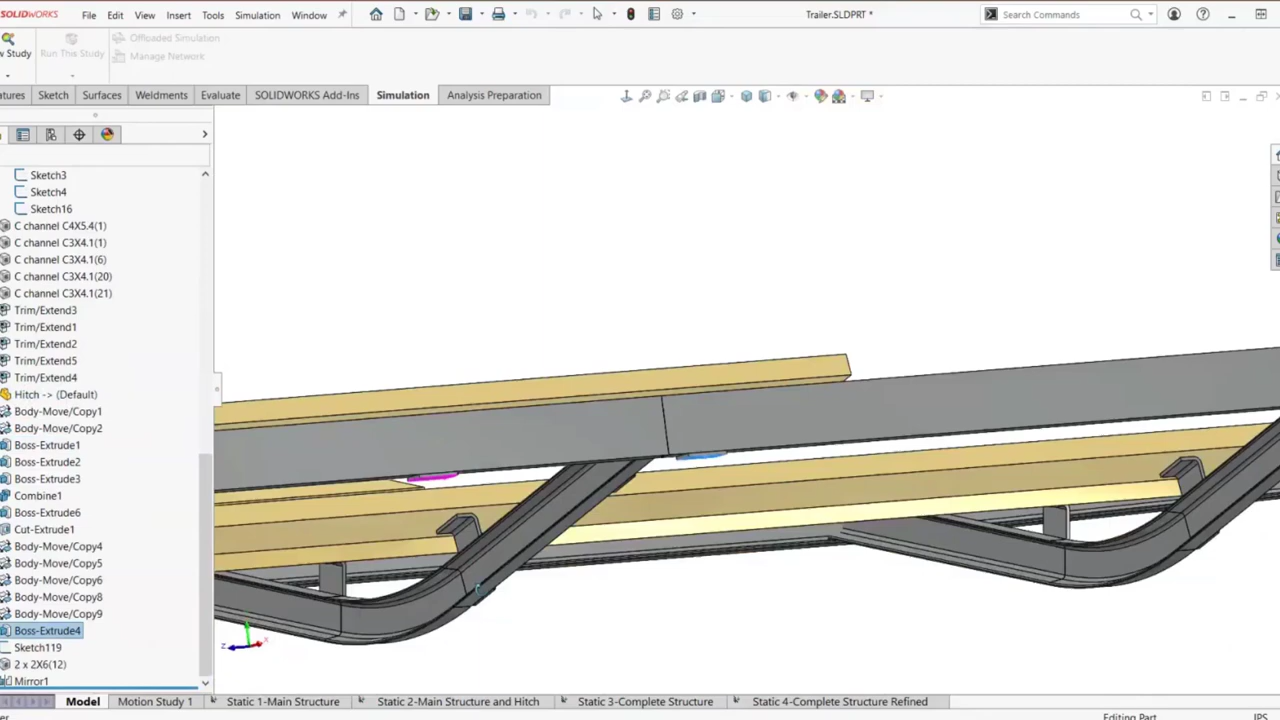 SOLIDWORKS File Edit View Insert Tools Simulation Window Trailer.SLDPRT * Search Commands
w Study Run This Study Offloaded Simulation
Manage Network
atures Sketch Surfaces Weldments Evaluate SOLIDWORKS Add-Ins Simulation Analysis Preparation
Sketch3
Sketch4
Sketch16
C channel C4X5.4(1)
C channel C3X4.1(1)
C channel C3X4.1(6)
C channel C3X4.1(20)
C channel C3X4.1(21)
Trim/Extend3
Trim/Extend1
Trim/Extend2
Trim/Extend5
Trim/Extend4
Hitch -> (Default)
Body-Move/Copy1
Body-Move/Copy2
Boss-Extrude1
Boss-Extrude2
Boss-Extrude3
Combine1
Boss-Extrude6
Cut-Extrude1
Body-Move/Copy4
Body-Move/Copy5
Body-Move/Copy6
Body-Move/Copy8
Body-Move/Copy9
Boss-Extrude4
Sketch119
2 x 2X6(12)
Mirror1
Z X
Model Motion Study 1 Static 1-Main Structure Static 2-Main Structure and Hitch Static 3-Complete Structure Static 4-Complete Structure Refined
Editing Part IPS